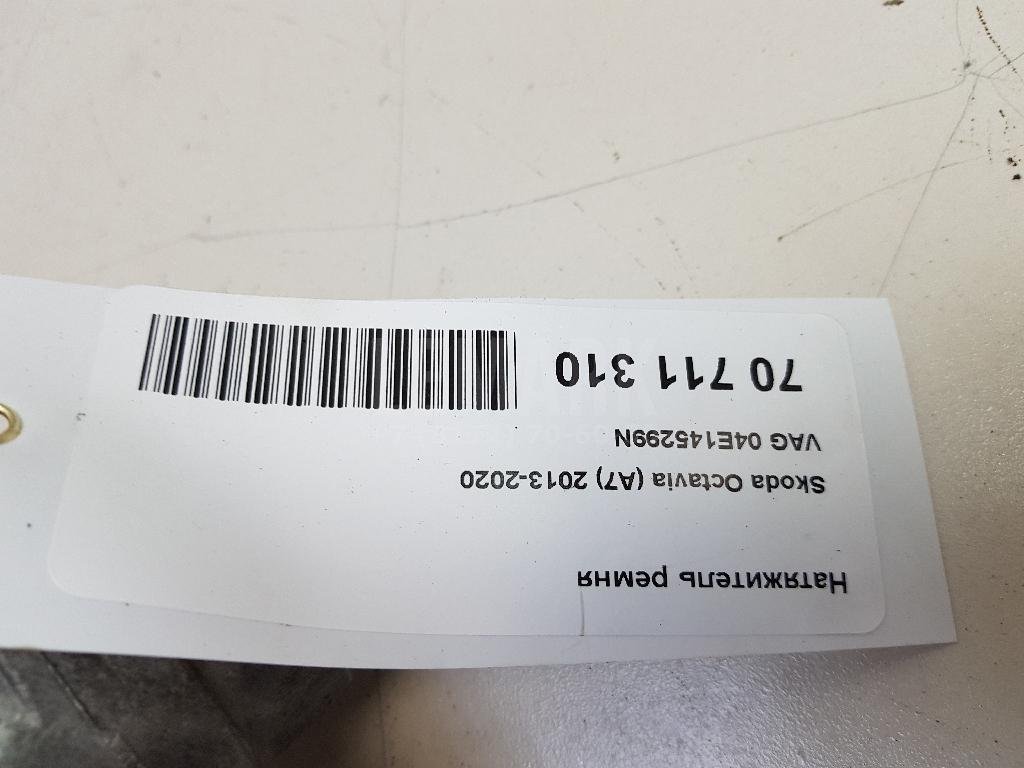 Натяжитель ремня
Skoda Octavia (A7) 2013-2020
VAG 04E145299N
70 711 310